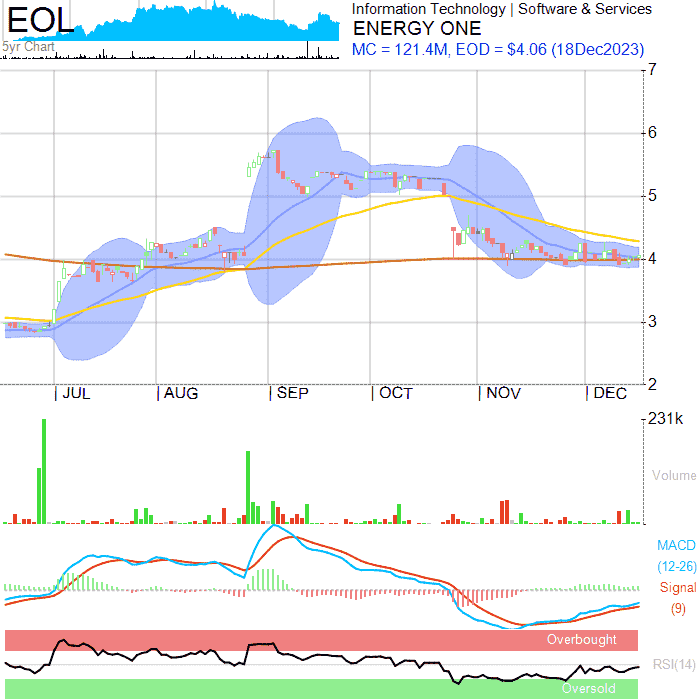 EOL
5yr Chart
Information Technology | Software & Services
ENERGY ONE
MC = 121.4M, EOD = $4.06 (18Dec2023)
7
6
5
4
3
2
JUL AUG SEP OCT NOV DEC
231k
Volume
MACD
(12-26)
Signal
(9)
Overbought
RSI(14)
Oversold